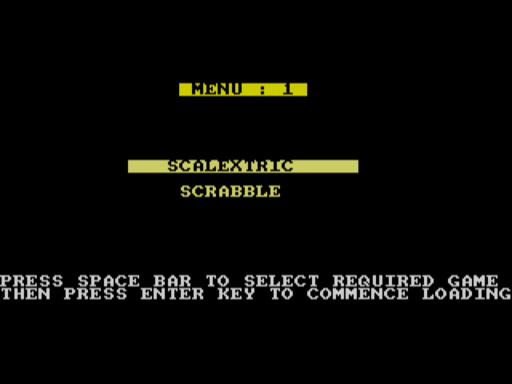 MENU : 1
SCALEXTRIC
SCRABBLE
PRESS SPACE BAR TO SELECT REQUIRED GAME
THEN PRESS ENTER KEY TO COMMENCE LOADING